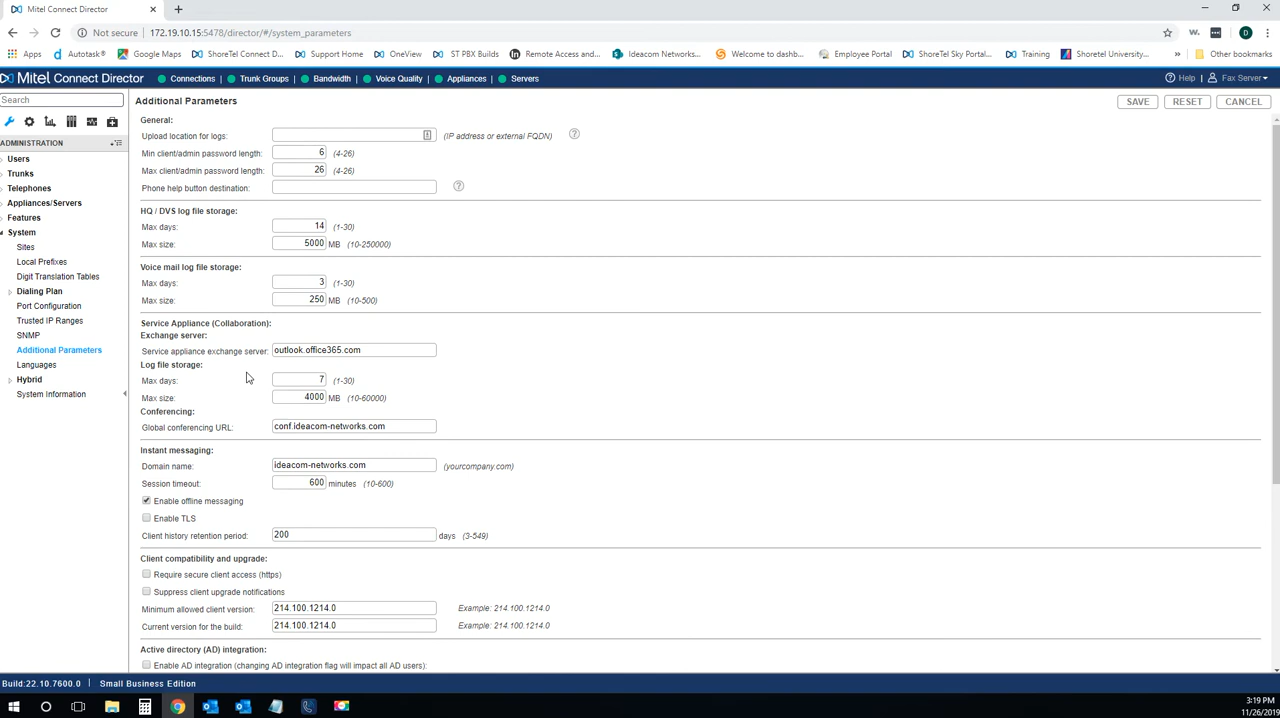 Mitel Connect Director
Not secure | 172.19.10.15:5478/director/#/system_parameters
Apps Autodesk® Google Maps ShoreTel Connect D... Support Home OneView ST PBX Builds Remote Access and... Ideacom Networks... Welcome to dashb... Employee Portal ShoreTel Sky Portal... Training Shoretel University... » Other bookmarks
Mitel Connect Director Connections Trunk Groups Bandwidth Voice Quality Appliances Servers Help Fax Server
Search
Additional Parameters SAVE RESET CANCEL
ADMINISTRATION
Users
Trunks
Telephones
Appliances/Servers
Features
System
Sites
Local Prefixes
Digit Translation Tables
Dialing Plan
Port Configuration
Trusted IP Ranges
SNMP
Additional Parameters
Languages
Hybrid
System Information
General:
Upload location for logs: (IP address or external FQDN) ?
Min client/admin password length: 6 (4-26)
Max client/admin password length: 26 (4-26)
Phone help button destination: ?
HQ / DVS log file storage:
Max days: 14 (1-30)
Max size: 5000 MB (10-250000)
Voice mail log file storage:
Max days: 3 (1-30)
Max size: 250 MB (10-500)
Service Appliance (Collaboration):
Exchange server:
Service appliance exchange server: outlook.office365.com
Log file storage:
Max days: 7 (1-30)
Max size: 4000 MB (10-60000)
Conferencing:
Global conferencing URL: conf.ideacom-networks.com
Instant messaging:
Domain name: ideacom-networks.com (yourcompany.com)
Session timeout: 600 minutes (10-600)
Enable offline messaging
Enable TLS
Client history retention period: 200 days (3-549)
Client compatibility and upgrade:
Require secure client access (https)
Suppress client upgrade notifications
Minimum allowed client version: 214.100.1214.0 Example: 214.100.1214.0
Current version for the build: 214.100.1214.0 Example: 214.100.1214.0
Active directory (AD) integration:
Enable AD integration (changing AD integration flag will impact all AD users):
Build:22.10.7600.0 | Small Business Edition
3:19 PM
11/26/2019